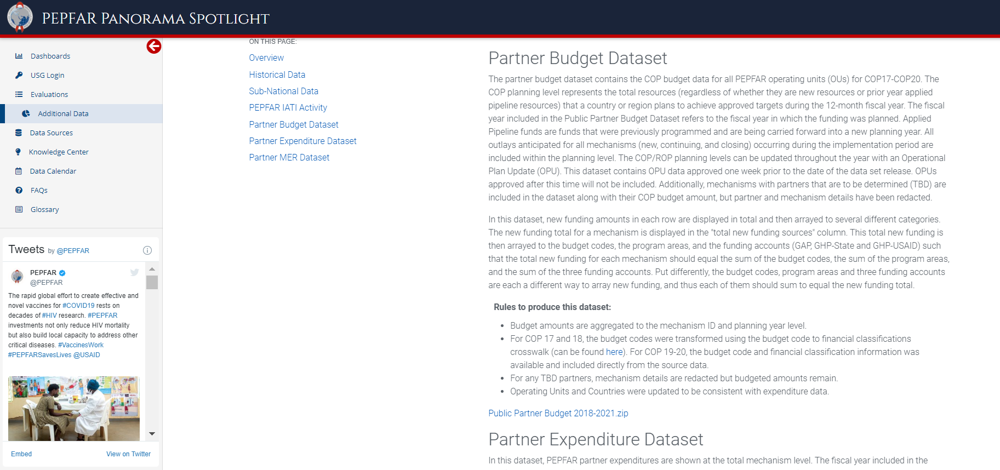 PEPFAR Panorama Spotlight
Dashboards
USG Login
Evaluations
Additional Data
Data Sources
Knowledge Center
Data Calendar
FAQs
Glossary
Tweets by @PEPFAR
PEPFAR
@PEPFAR
The rapid global effort to create effective and
novel vaccines for #COVID19 rests on
decades of #HIV research. #PEPFAR
investments not only reduce HIV mortality
but also build local capacity to address other
critical diseases. #VaccinesWork
#PEPFARSavesLives @USAID
Embed
View on Twitter
ON THIS PAGE:
Overview
Historical Data
Sub-National Data
PEPFAR IATI Activity
Partner Budget Dataset
Partner Expenditure Dataset
Partner MER Dataset
Partner Budget Dataset
The partner budget dataset contains the COP budget data for all PEPFAR operating units (OUs) for COP17-COP20. The
COP planning level represents the total resources (regardless of whether they are new resources or prior year applied
pipeline resources) that a country or region plans to achieve approved targets during the 12-month fiscal year. The fiscal
year included in the Public Partner Budget Dataset refers to the fiscal year in which the funding was planned. Applied
Pipeline funds are funds that were previously programmed and are being carried forward into a new planning year. All
outlays anticipated for all mechanisms (new, continuing, and closing) occurring during the implementation period are
included within the planning level. The COP/ROP planning levels can be updated throughout the year with an Operational
Plan Update (OPU). This dataset contains OPU data approved one week prior to the date of the data set release. OPUs
approved after this time will not be included. Additionally, mechanisms with partners that are to be determined (TBD) are
included in the dataset along with their COP budget amount, but partner and mechanism details have been redacted.
In this dataset, new funding amounts in each row are displayed in total and then arrayed to several different categories.
The new funding total for a mechanism is displayed in the "total new funding sources" column. This total new funding is
then arrayed to the budget codes, the program areas, and the funding accounts (GAP, GHP-State and GHP-USAID) such
that the total new funding for each mechanism should equal the sum of the budget codes, the sum of the program areas,
and the sum of the three funding accounts. Put differently, the budget codes, program areas and three funding accounts
are each a different way to array new funding, and thus each of them should sum to equal the new funding total.
Rules to produce this dataset:
• Budget amounts are aggregated to the mechanism ID and planning year level.
• For COP 17 and 18, the budget codes were transformed using the budget code to financial classifications
crosswalk (can be found here). For COP 19-20, the budget code and financial classification information was
available and included directly from the source data.
• For any TBD partners, mechanism details are redacted but budgeted amounts remain.
• Operating Units and Countries were updated to be consistent with expenditure data.
Public Partner Budget 2018-2021.zip
Partner Expenditure Dataset
In this dataset, PEPFAR partner expenditures are shown at the total mechanism level. The fiscal year included in the